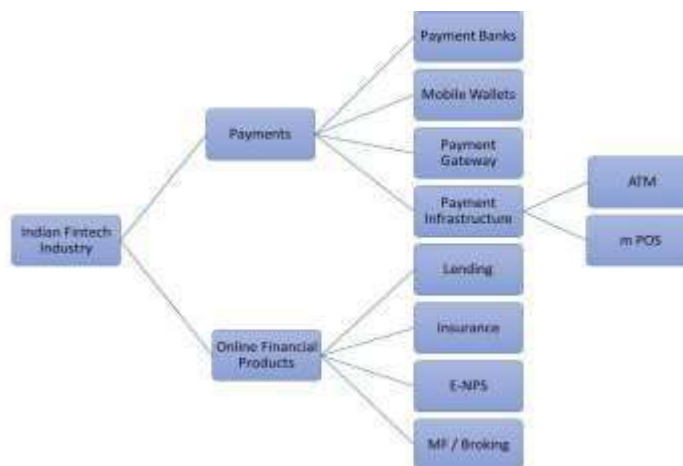 Payment Banks
Mobile Wallets
Payments
Payment
Gateway
ATM
Payment
Infrastructure
m POS
Indian Fintech
Industry
Lending
Insurance
Online Financial
Products
E-NPS
MF / Broking